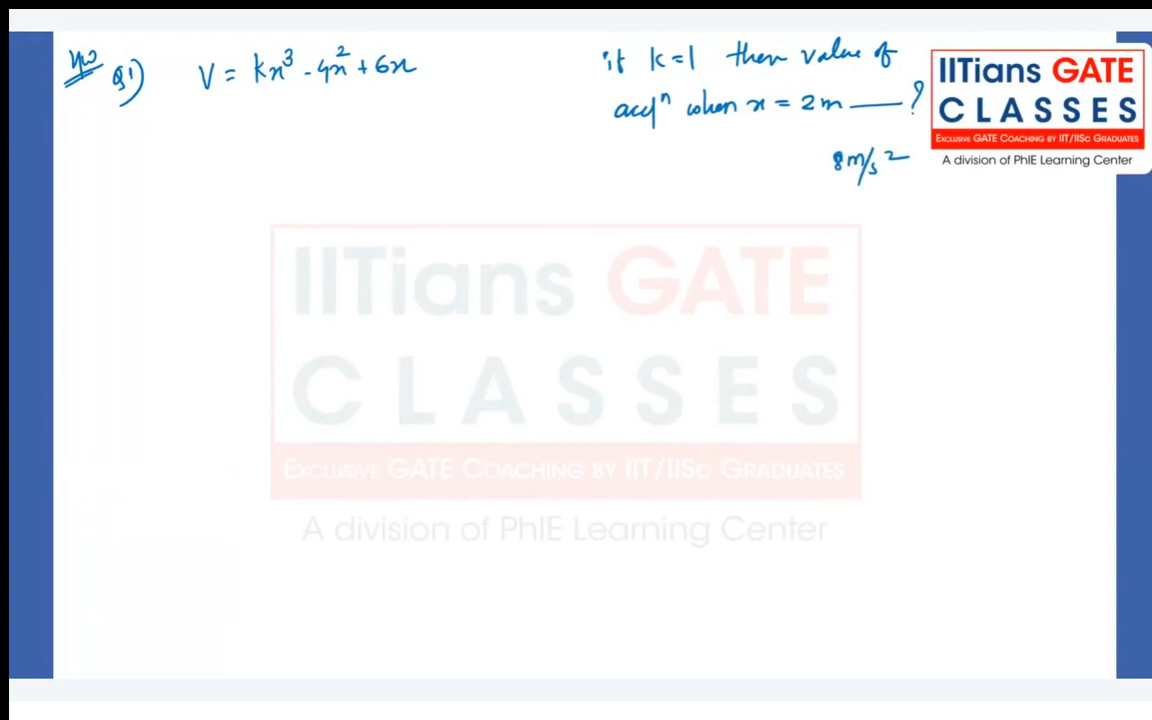 HW
Q1) V = kx³ - 4x² + 6x
if k=1 then value of
accⁿ when x = 2m —— ?
8m/s²
IITians GATE
CLASSES
EXCLUSIVE GATE COACHING BY IIT/IISc GRADUATES
A division of PhIE Learning Center
IITians GATE
CLASSES
EXCLUSIVE GATE COACHING BY IIT/IISc GRADUATES
A division of PhIE Learning Center